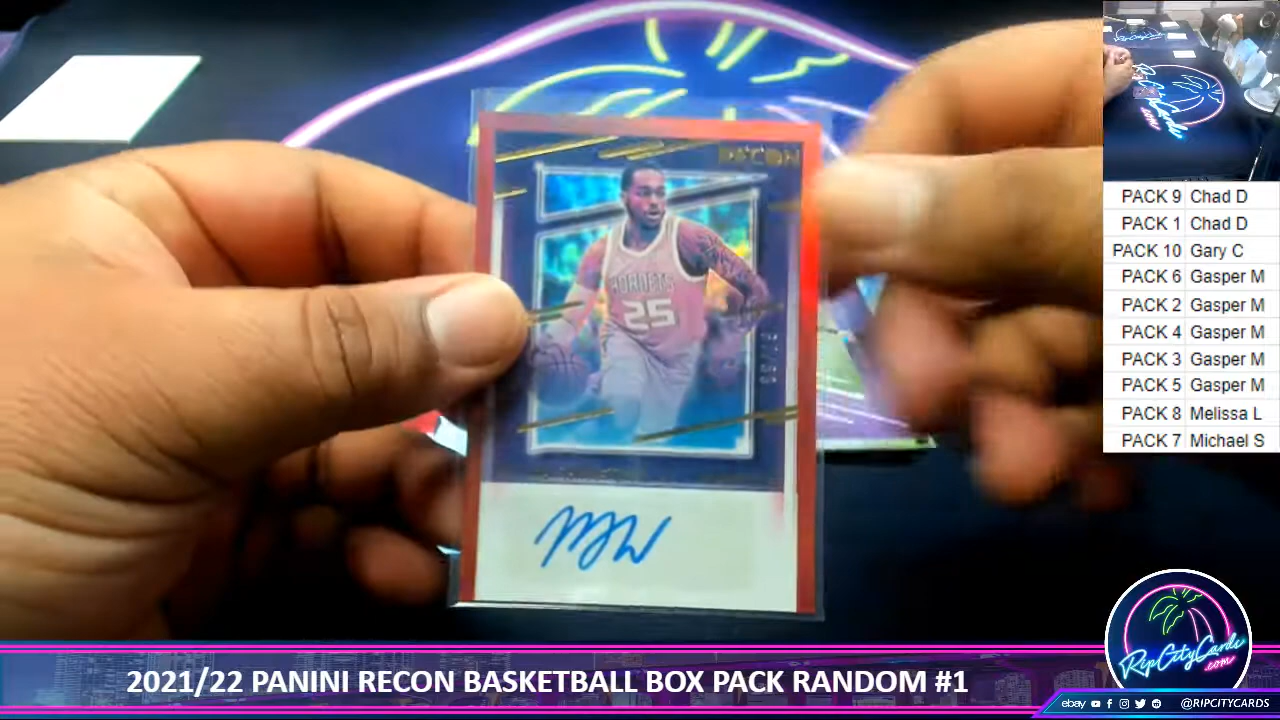 RECON
HORNETS
25
PACK 9 Chad D
PACK 1 Chad D
PACK 10 Gary C
PACK 6 Gasper M
PACK 2 Gasper M
PACK 4 Gasper M
PACK 3 Gasper M
PACK 5 Gasper M
PACK 8 Melissa L
PACK 7 Michael S
RipCityCards
.com
2021/22 PANINI RECON BASKETBALL BOX PACK RANDOM #1
ebay @RIPCITYCARDS